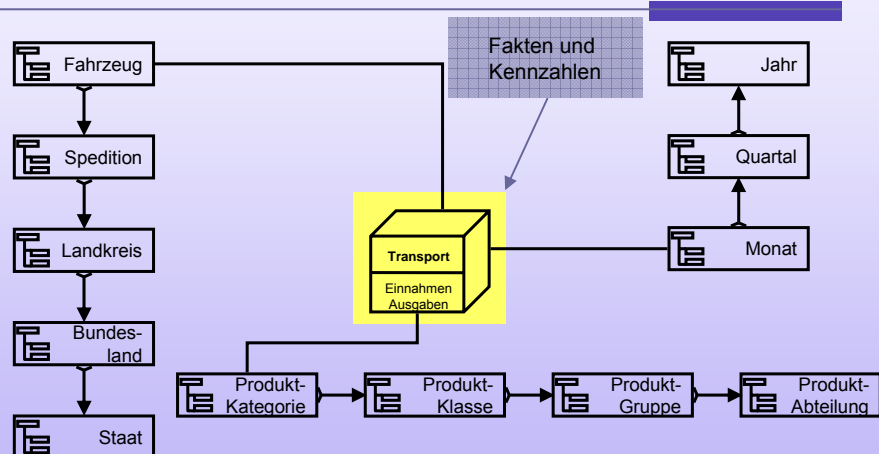 Fakten und
Kennzahlen
Fahrzeug
Jahr
Spedition
Quartal
Landkreis
Monat
Transport
Einnahmen
Ausgaben
Bundes-
land
Staat
Produkt-
Kategorie
Produkt-
Klasse
Produkt-
Gruppe
Produkt-
Abteilung